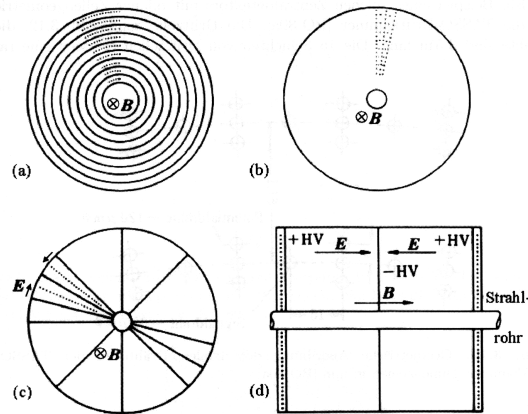 ⊗B
(a)
⊗B
(b)
E
⊗B
(c)
+HV E E +HV
−HV
B
Strahl-
rohr
(d)